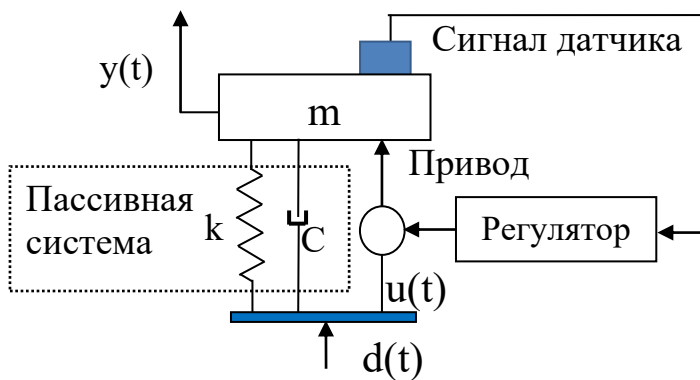 Сигнал датчика
y(t)
m
Привод
Пассивная
система
k
C
Регулятор
u(t)
d(t)